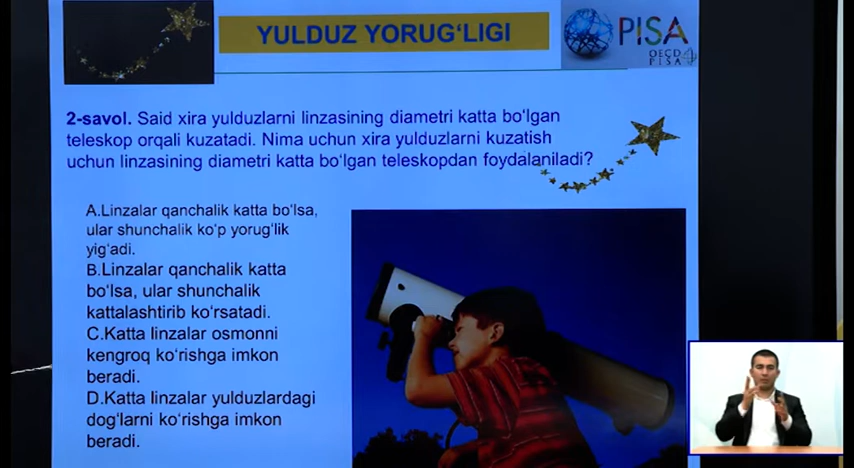 YULDUZ YORUG‘LIGI
PISA
OECD
PISA
2-savol. Said xira yulduzlarni linzasining diametri katta bo‘lgan
teleskop orqali kuzatadi. Nima uchun xira yulduzlarni kuzatish
uchun linzasining diametri katta bo‘lgan teleskopdan foydalaniladi?
A.Linzalar qanchalik katta bo‘lsa,
ular shunchalik ko‘p yorug‘lik
yig‘adi.
B.Linzalar qanchalik katta
bo‘lsa, ular shunchalik
kattalashtirib ko‘rsatadi.
C.Katta linzalar osmonni
kengroq ko‘rishga imkon
beradi.
D.Katta linzalar yulduzlardagi
dog‘larni ko‘rishga imkon
beradi.